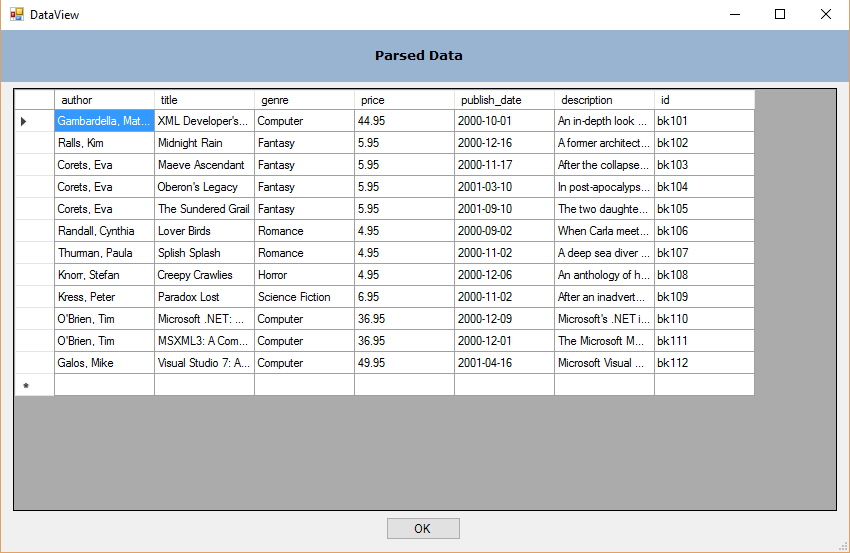 DataView
Parsed Data
author title genre price publish_date description id
Gambardella, Mat... XML Developer's... Computer 44.95 2000-10-01 An in-depth look ... bk101
Ralls, Kim Midnight Rain Fantasy 5.95 2000-12-16 A former architect... bk102
Corets, Eva Maeve Ascendant Fantasy 5.95 2000-11-17 After the collapse... bk103
Corets, Eva Oberon's Legacy Fantasy 5.95 2001-03-10 In post-apocalyps... bk104
Corets, Eva The Sundered Grail Fantasy 5.95 2001-09-10 The two daughte... bk105
Randall, Cynthia Lover Birds Romance 4.95 2000-09-02 When Carla meet... bk106
Thurman, Paula Splish Splash Romance 4.95 2000-11-02 A deep sea diver ... bk107
Knorr, Stefan Creepy Crawlies Horror 4.95 2000-12-06 An anthology of h... bk108
Kress, Peter Paradox Lost Science Fiction 6.95 2000-11-02 After an inadvert... bk109
O'Brien, Tim Microsoft .NET: ... Computer 36.95 2000-12-09 Microsoft's .NET i... bk110
O'Brien, Tim MSXML3: A Com... Computer 36.95 2000-12-01 The Microsoft M... bk111
Galos, Mike Visual Studio 7: A... Computer 49.95 2001-04-16 Microsoft Visual ... bk112
OK